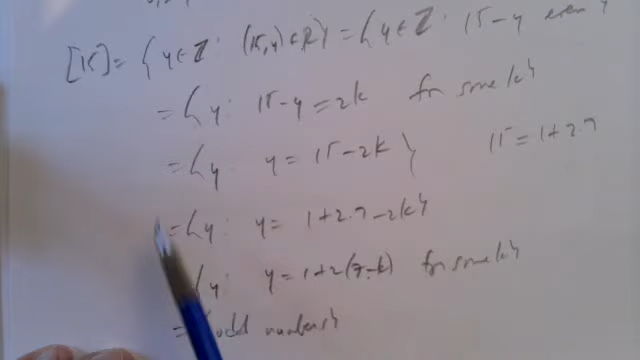 [15] = { y ∈ Z : (15,y) ∈ R } = { y ∈ Z : 15 - y even }
= { y : 15 - y = 2k for some k }
= { y : y = 15 - 2k } 15 = 1 + 2.7
= { y : y = 1 + 2.7 - 2k }
{ y : y = 1 + 2(7-k) for some k }
= { odd numbers }